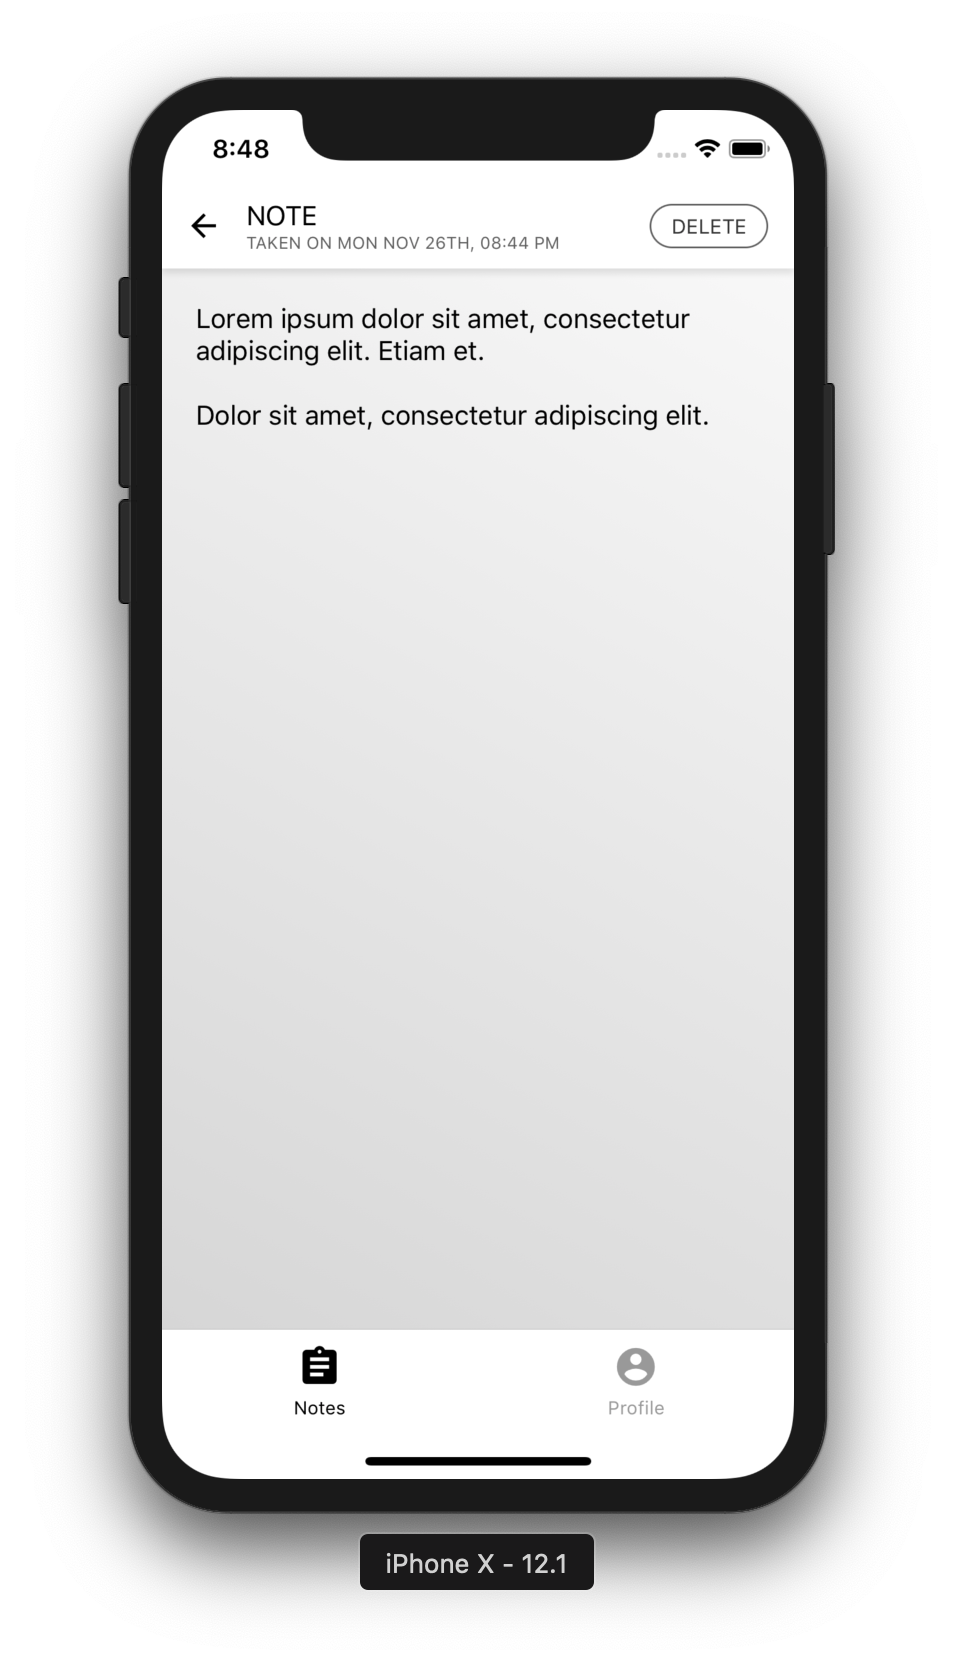 8:48
NOTE
TAKEN ON MON NOV 26TH, 08:44 PM
DELETE
Lorem ipsum dolor sit amet, consectetur
adipiscing elit. Etiam et.
Dolor sit amet, consectetur adipiscing elit.
Notes
Profile
iPhone X - 12.1